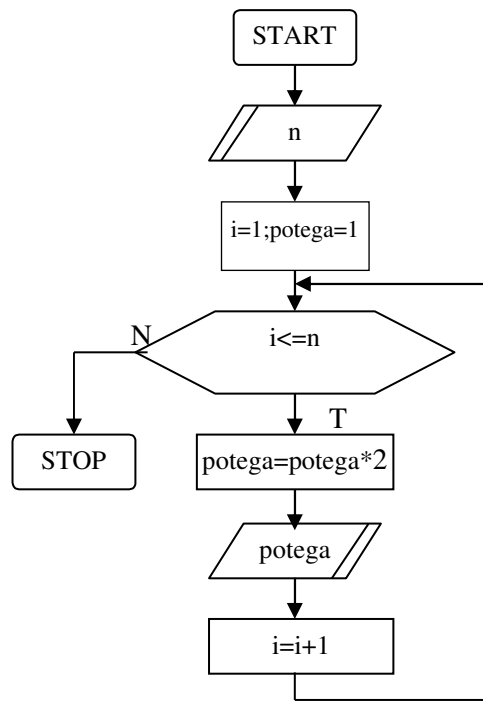 START
n
i=1;potega=1
i<=n
N
T
STOP
potega=potega*2
potega
i=i+1